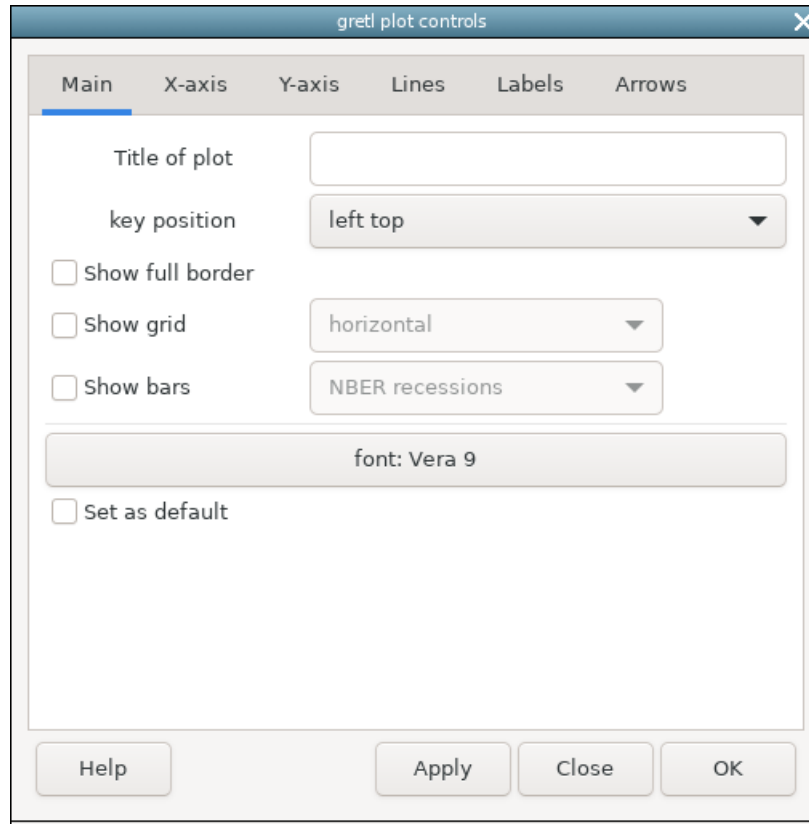 gretl plot controls
Main X-axis Y-axis Lines Labels Arrows
Title of plot
key position left top
Show full border
Show grid horizontal
Show bars NBER recessions
font: Vera 9
Set as default
Help Apply Close OK